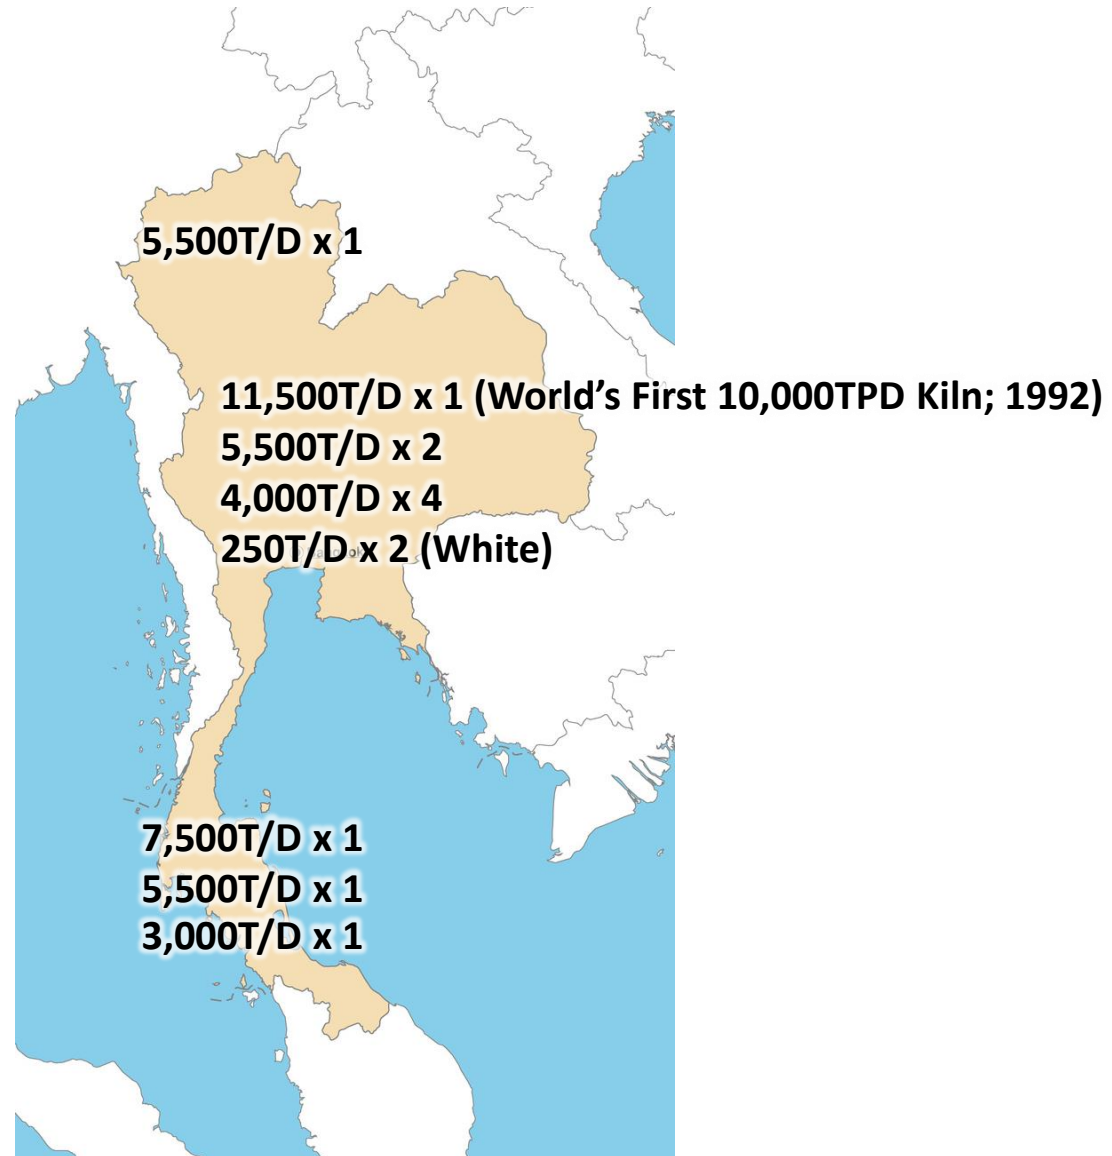 5,500T/D x 1
11,500T/D x 1 (World’s First 10,000TPD Kiln; 1992)
5,500T/D x 2
4,000T/D x 4
250T/D x 2 (White)
7,500T/D x 1
5,500T/D x 1
3,000T/D x 1